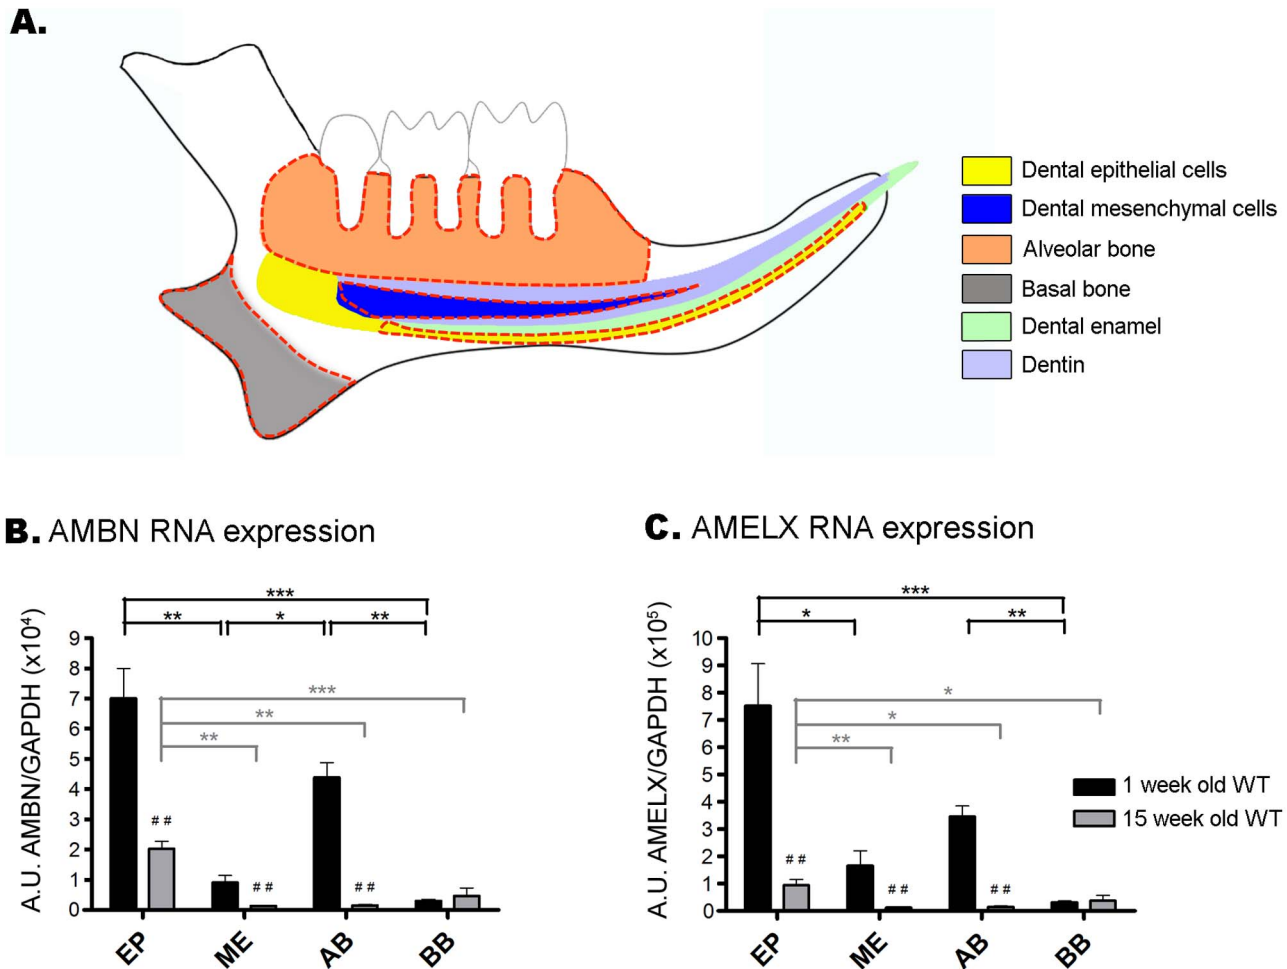 A.
Dental epithelial cells
Dental mesenchymal cells
Alveolar bone
Basal bone
Dental enamel
Dentin
B. AMBN RNA expression
A.U. AMBN/GAPDH (x10⁴)
9
8
7
6
5
4
3
2
1
0
***
** * **
***
**
**
##
##
##
EP ME AB BB
C. AMELX RNA expression
A.U. AMELX/GAPDH (x10⁵)
10
9
8
7
6
5
4
3
2
1
0
***
* **
*
*
**
##
##
##
EP ME AB BB
1 week old WT
15 week old WT